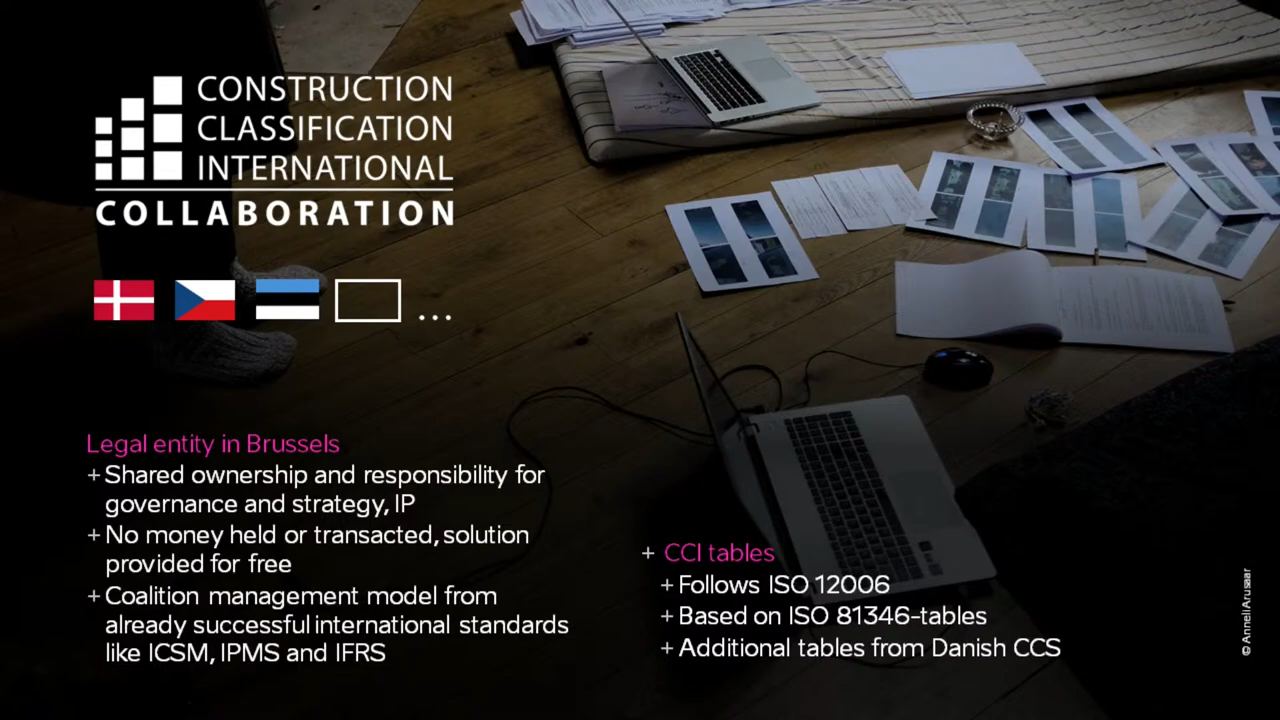 CONSTRUCTION
CLASSIFICATION
INTERNATIONAL
COLLABORATION
...
Legal entity in Brussels
+ Shared ownership and responsibility for
governance and strategy, IP
+ No money held or transacted, solution
provided for free
+ Coalition management model from
already successful international standards
like ICSM, IPMS and IFRS
+ CCI tables
+ Follows ISO 12006
+ Based on ISO 81346-tables
+ Additional tables from Danish CCS
© Anneli Arusaar